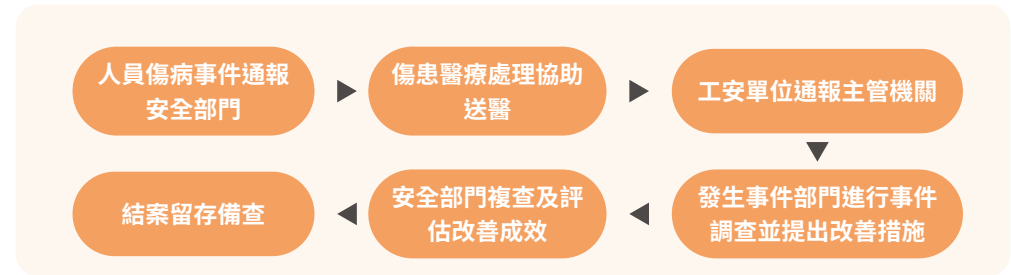 人員傷病事件通報
安全部門
傷患醫療處理協助
送醫
工安單位通報主管機關
發生事件部門進行事件
調查並提出改善措施
安全部門複查及評
估改善成效
結案留存備查